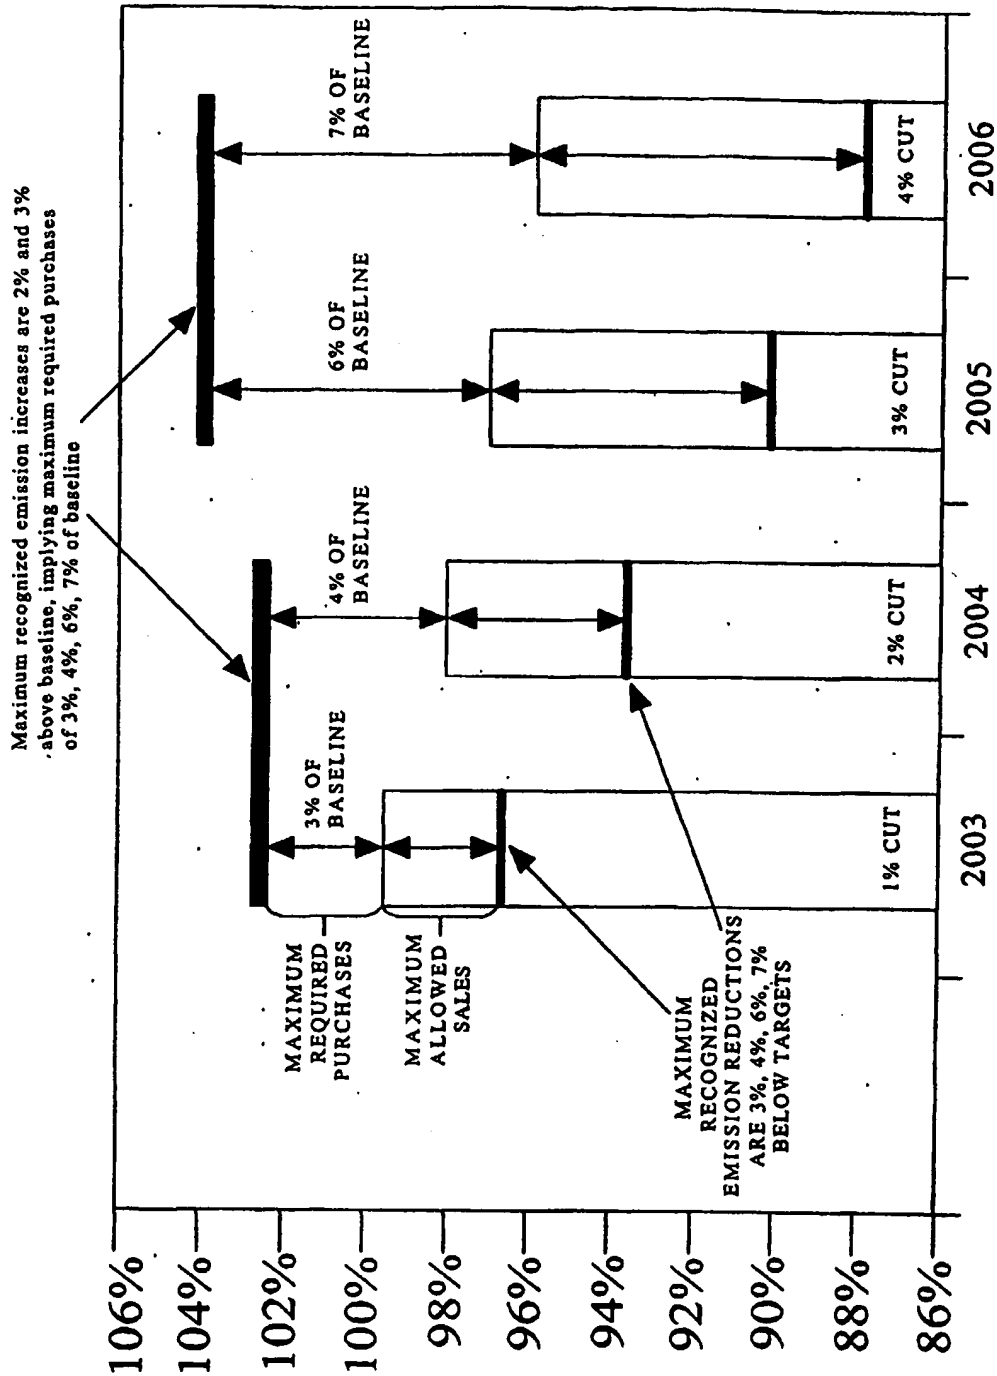 Maximum recognized emission increases are 2% and 3%
above baseline, implying maximum required purchases
of 3%, 4%, 6%, 7% of baseline
106%
104%
102%
100%
98%
96%
94%
92%
90%
88%
86%
MAXIMUM
REQUIRED
PURCHASES
MAXIMUM
ALLOWED
SALES
MAXIMUM
RECOGNIZED
EMISSION REDUCTIONS
ARE 3%, 4%, 6%, 7%
BELOW TARGETS
3% OF
BASELINE
4% OF
BASELINE
6% OF
BASELINE
7% OF
BASELINE
1% CUT
2% CUT
3% CUT
4% CUT
2003
2004
2005
2006